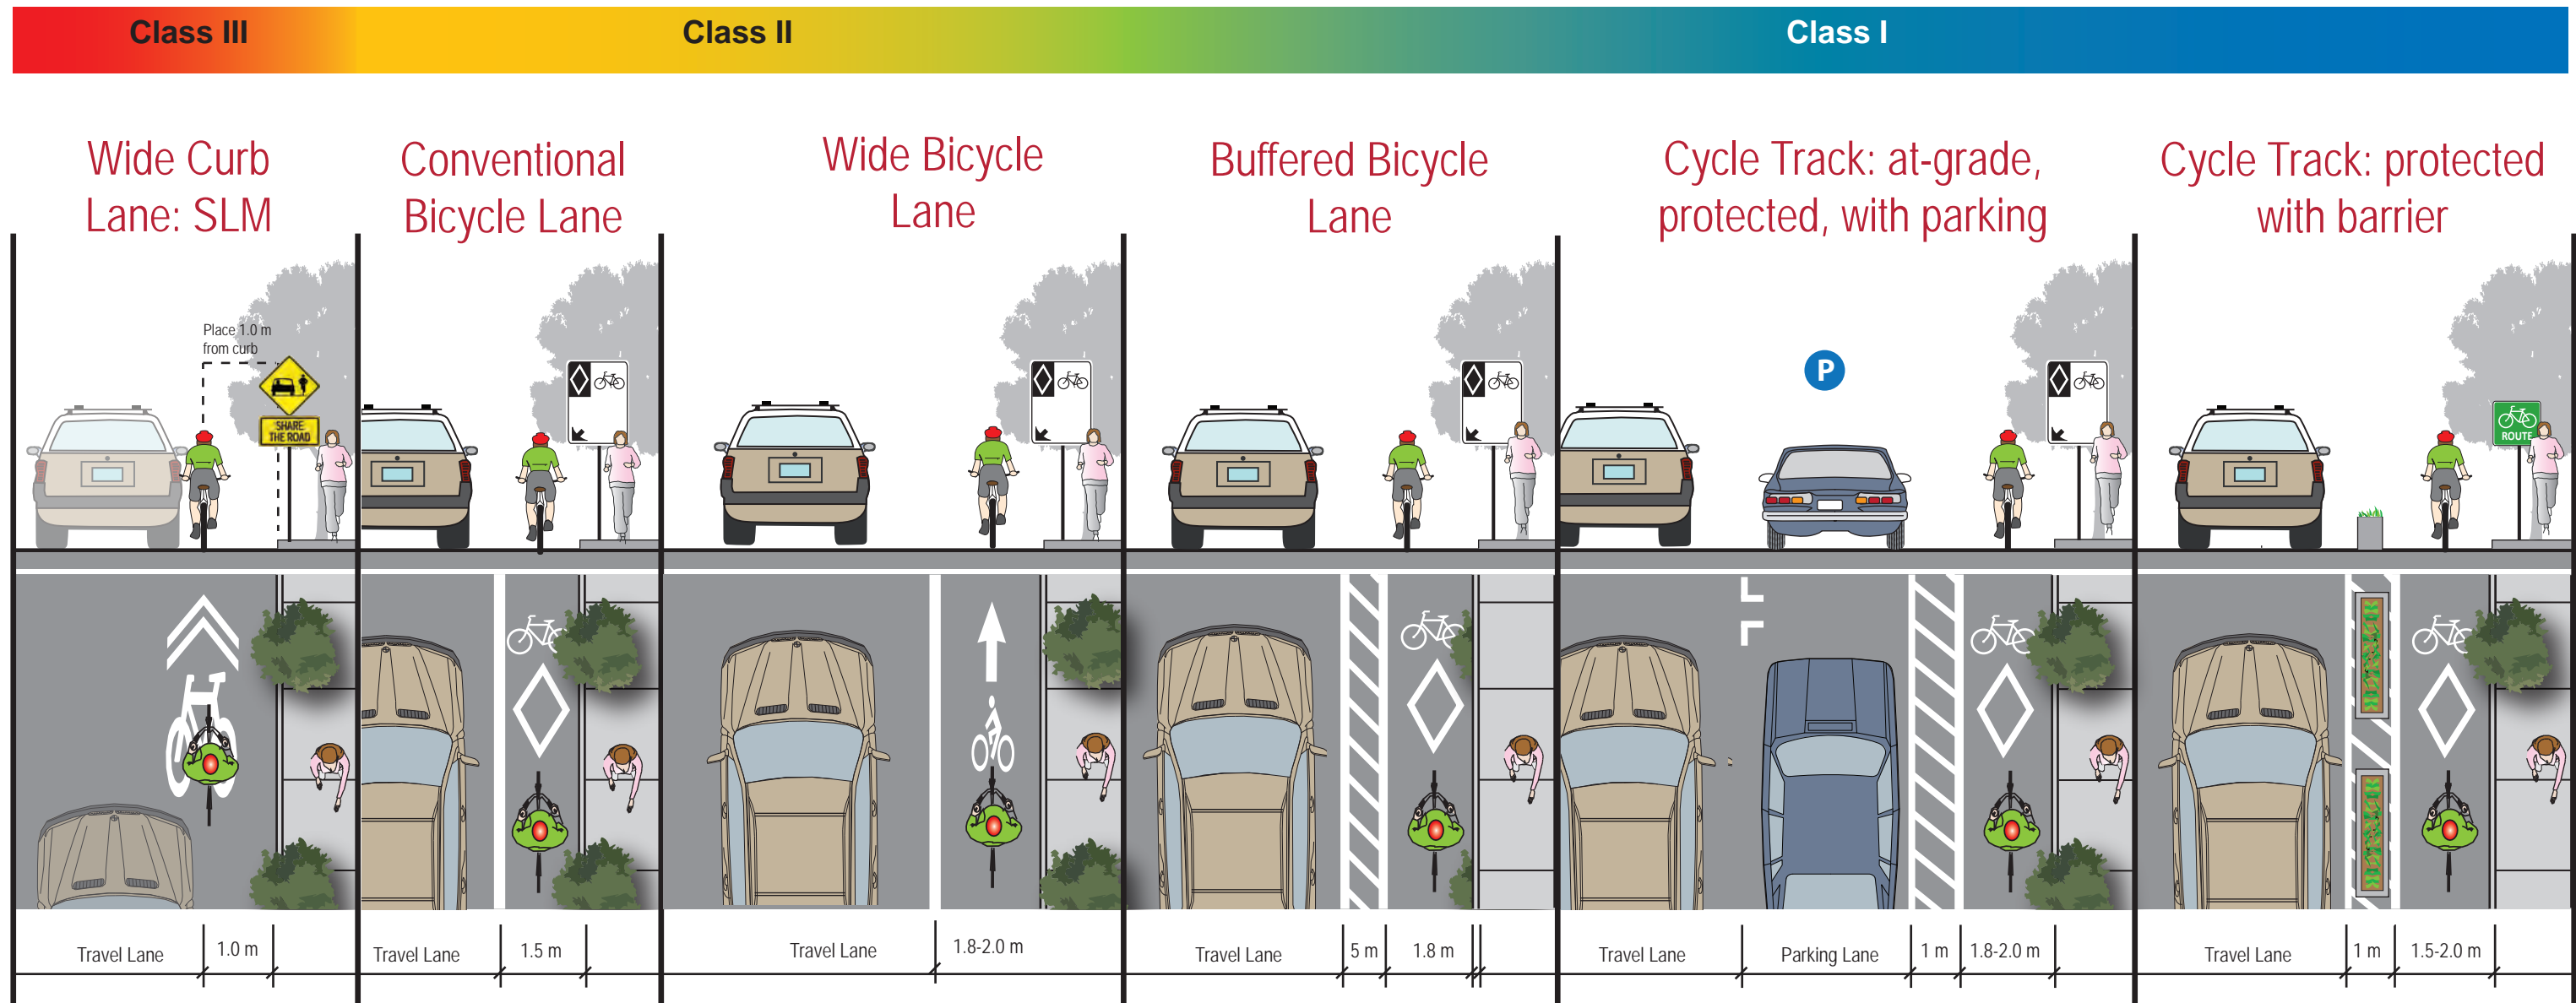 Class III
Class II
Class I
Wide Curb
Lane: SLM
Conventional
Bicycle Lane
Wide Bicycle
Lane
Buffered Bicycle
Lane
Cycle Track: at-grade,
protected, with parking
Cycle Track: protected
with barrier
Place 1.0 m
from curb
SHARE
THE ROAD
P
ROUTE
Travel Lane
1.0 m
Travel Lane
1.5 m
Travel Lane
1.8-2.0 m
Travel Lane
5 m
1.8 m
Travel Lane
Parking Lane
1 m
1.8-2.0 m
Travel Lane
1 m
1.5-2.0 m